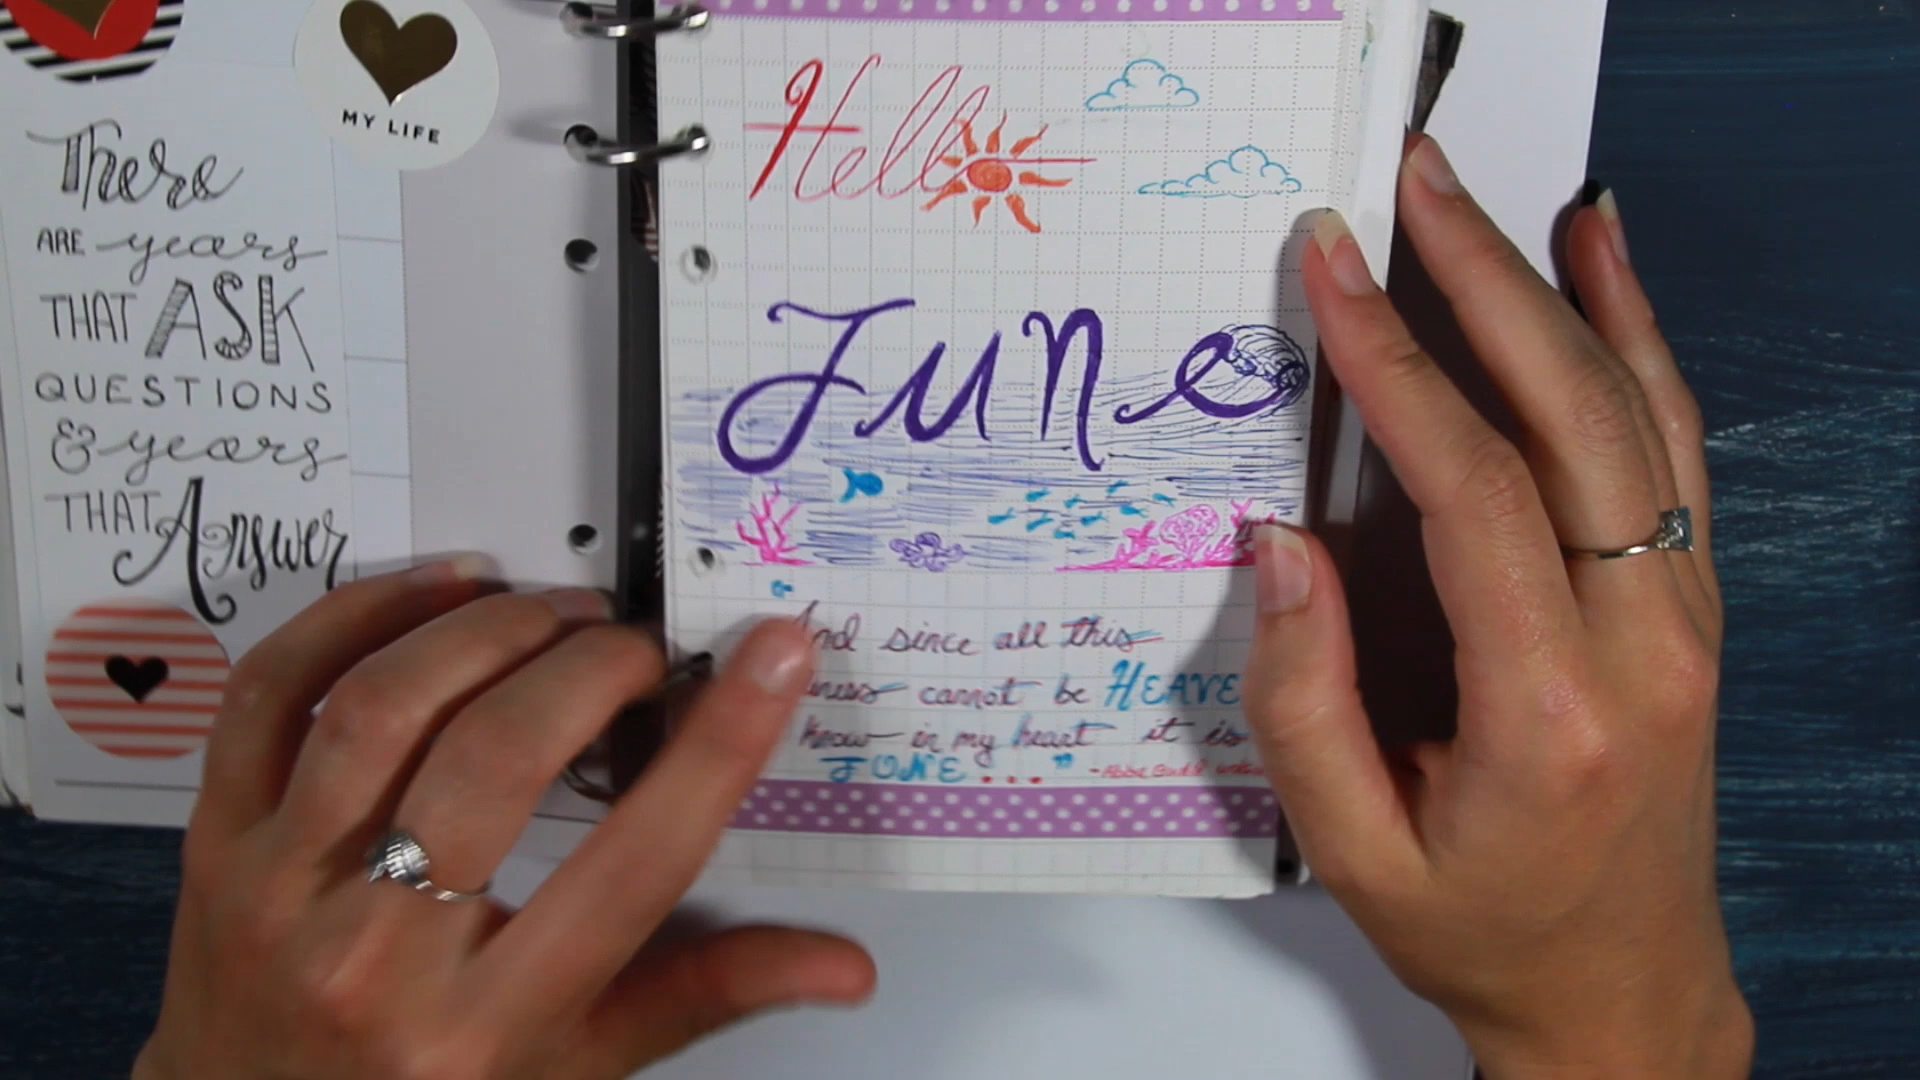 MY LIFE
There
ARE years
THAT ASK
QUESTIONS
& years
THAT Answer
Hello
June
"And since all this
cannot be HEAVE
know in my heart it is
JUNE..."